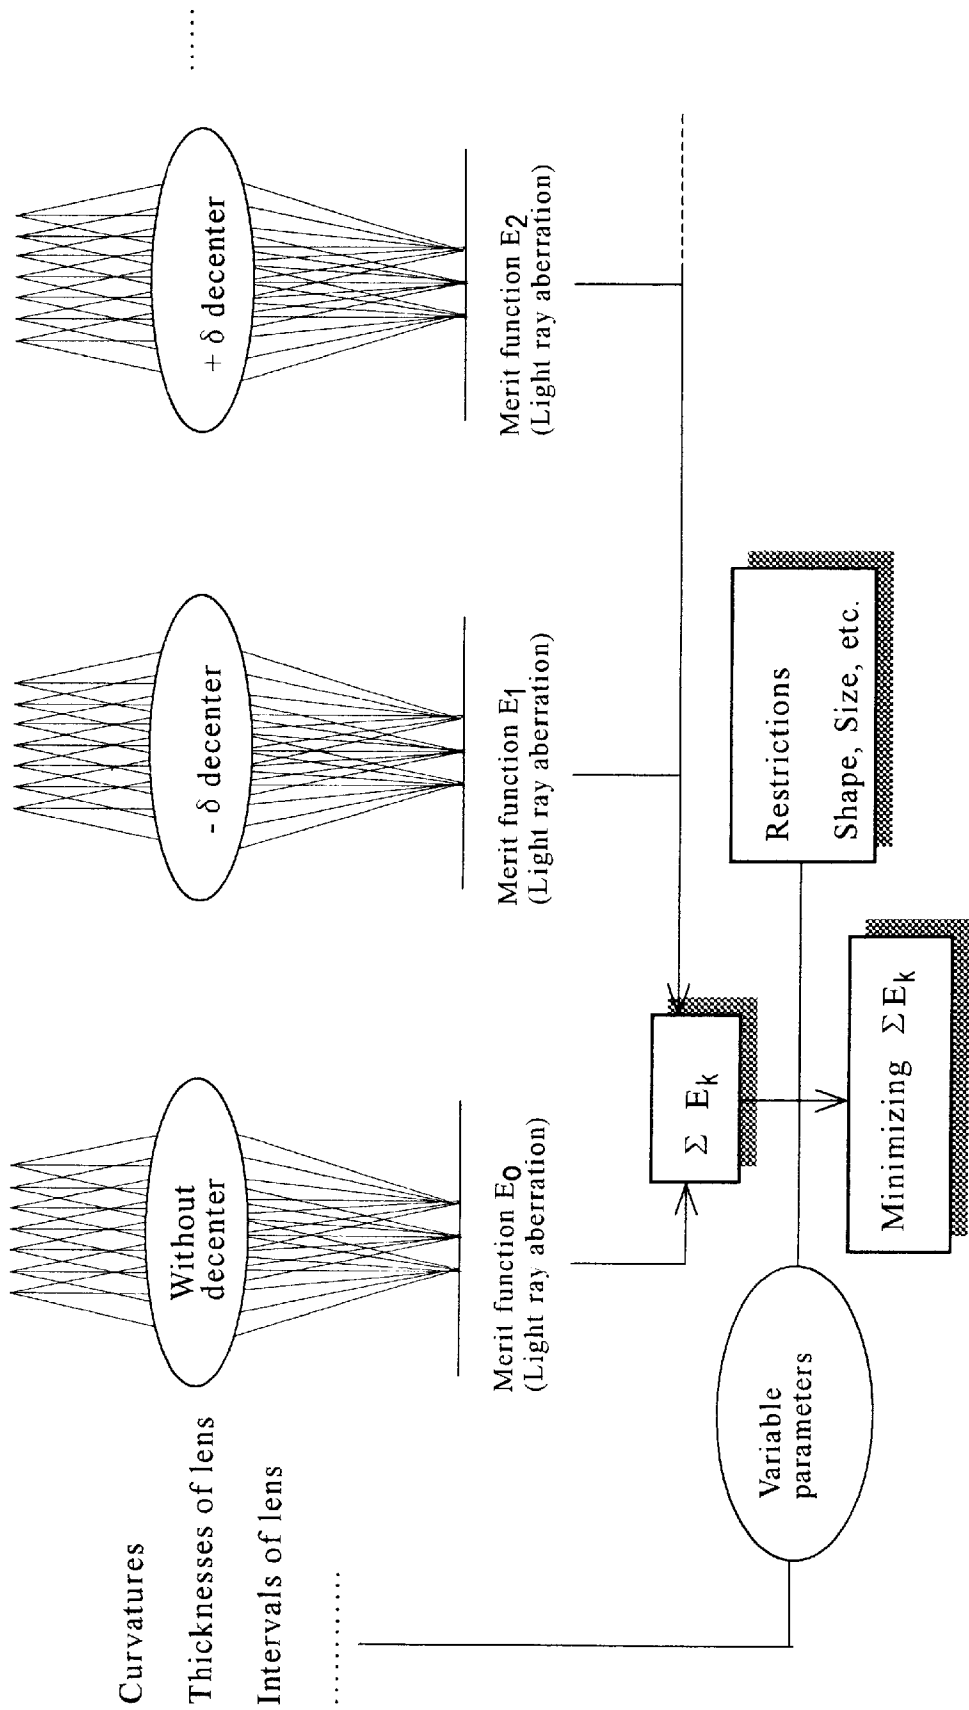 Curvatures
Thicknesses of lens
Intervals of lens
............
Without
decenter
- δ decenter
+ δ decenter
......
Merit function E0
(Light ray aberration)
Merit function E1
(Light ray aberration)
Merit function E2
(Light ray aberration)
Σ Ek
Variable
parameters
Restrictions
Shape, Size, etc.
Minimizing ΣEk